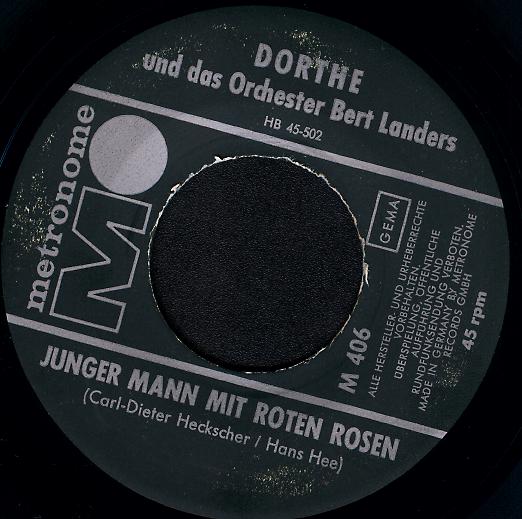 DORTHE
und das Orchester Bert Landers
HB 45-502
metronome
M
GEMA
M 406
ALLE HERSTELLER- UND URHEBERRECHTE
VORBEHALTEN.
ÜBERSPIELUNG, ÖFFENTLICHE
AUFFÜHRUNG UND
RUNDFUNKSENDUNG VERBOTEN.
MADE IN GERMANY BY METRONOME
RECORDS GMBH
45 rpm
JUNGER MANN MIT ROTEN ROSEN
(Carl-Dieter Heckscher / Hans Hee)